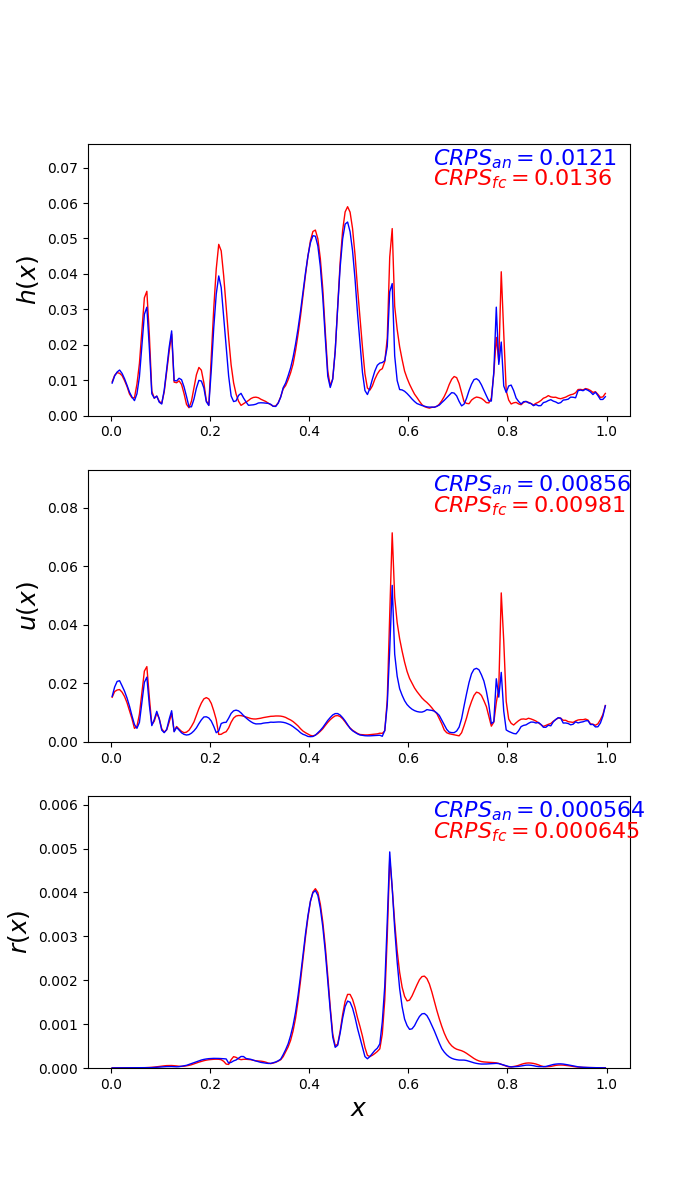 CRPS_an = 0.0121
CRPS_fc = 0.0136
0.07
0.06
0.05
0.04
0.03
0.02
0.01
0.00
h(x)
0.0 0.2 0.4 0.6 0.8 1.0
CRPS_an = 0.00856
CRPS_fc = 0.00981
0.08
0.06
0.04
0.02
0.00
u(x)
0.0 0.2 0.4 0.6 0.8 1.0
CRPS_an = 0.000564
CRPS_fc = 0.000645
0.006
0.005
0.004
0.003
0.002
0.001
0.000
r(x)
0.0 0.2 0.4 0.6 0.8 1.0
x